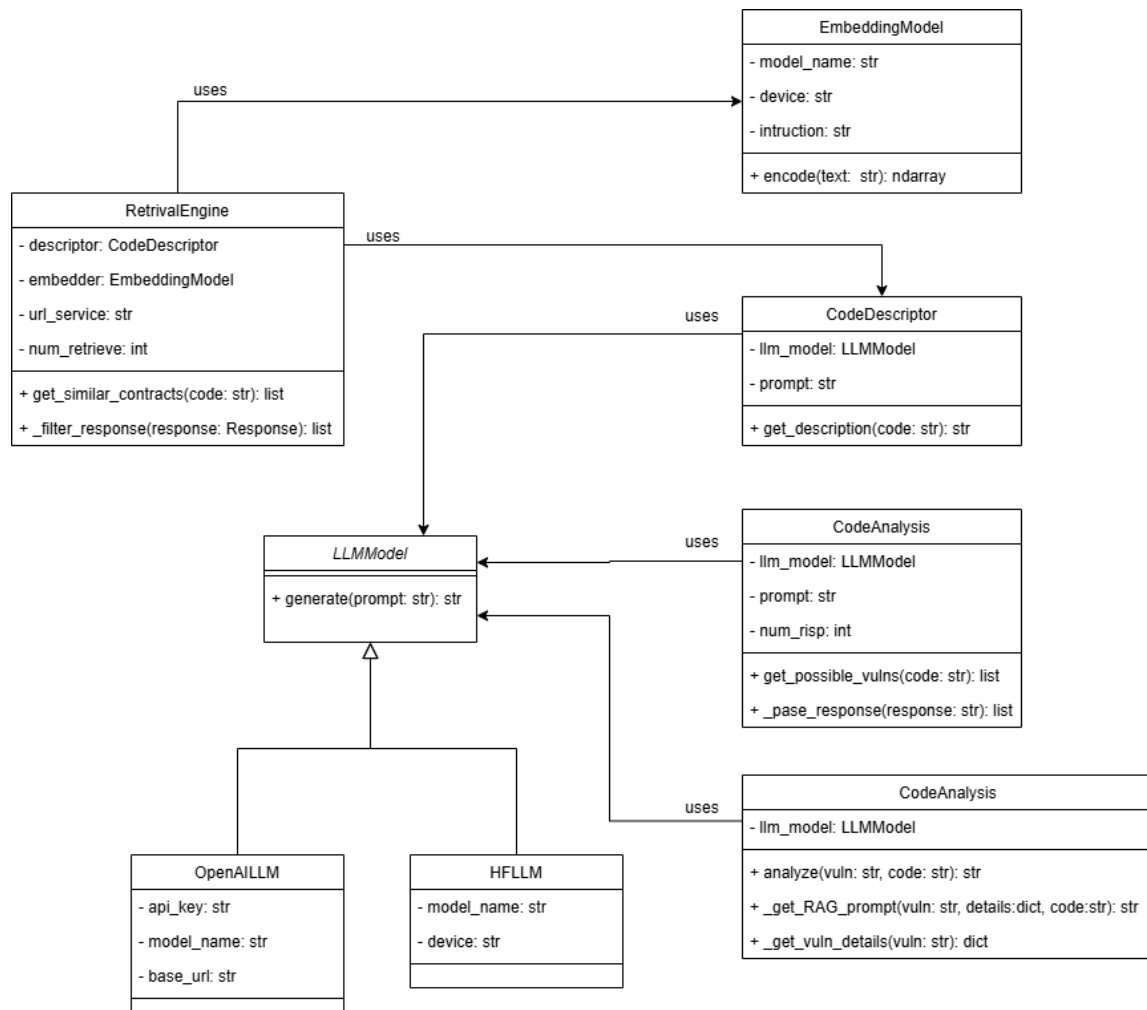 EmbeddingModel
- model_name: str
- device: str
- intruction: str
+ encode(text: str): ndarray
uses
RetrivalEngine
- descriptor: CodeDescriptor
- embedder: EmbeddingModel
- url_service: str
- num_retrieve: int
+ get_similar_contracts(code: str): list
+ _filter_response(response: Response): list
uses
CodeDescriptor
- llm_model: LLMModel
- prompt: str
+ get_description(code: str): str
uses
LLMModel
+ generate(prompt: str): str
CodeAnalysis
- llm_model: LLMModel
- prompt: str
- num_risp: int
+ get_possible_vulns(code: str): list
+ _pase_response(response: str): list
uses
CodeAnalysis
- llm_model: LLMModel
+ analyze(vuln: str, code: str): str
+ _get_RAG_prompt(vuln: str, details:dict, code:str): str
+ _get_vuln_details(vuln: str): dict
uses
OpenAILLM
- api_key: str
- model_name: str
- base_url: str
HFLLM
- model_name: str
- device: str